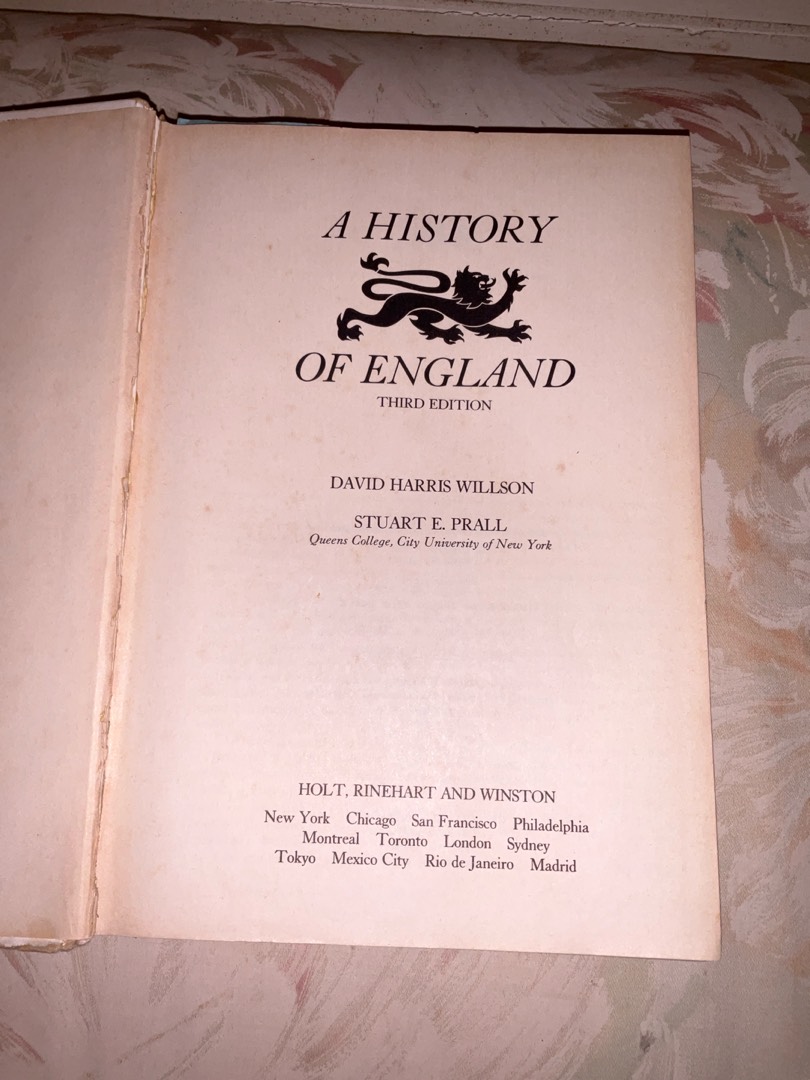 A HISTORY
OF ENGLAND
THIRD EDITION
DAVID HARRIS WILLSON
STUART E. PRALL
Queens College, City University of New York
HOLT, RINEHART AND WINSTON
New York Chicago San Francisco Philadelphia
Montreal Toronto London Sydney
Tokyo Mexico City Rio de Janeiro Madrid